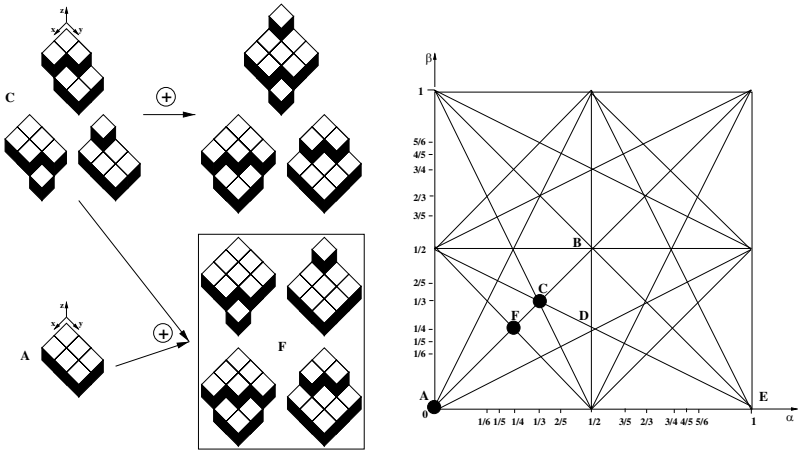 z
x y
C
+
z
x y
A
+
F
β
1
5/6
4/5
3/4
2/3
3/5
1/2
2/5
1/3
1/4
1/5
1/6
0
B
C
D
F
A
E
1/6 1/5 1/4 1/3 2/5 1/2 3/5 2/3 3/4 4/5 5/6 1 α